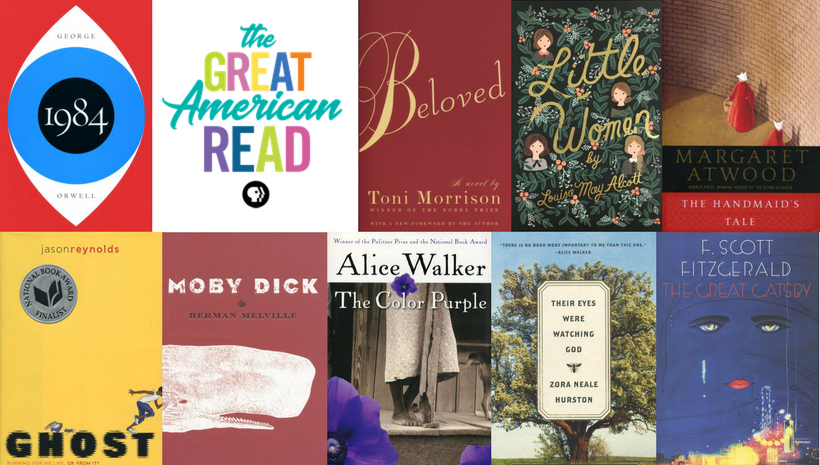 GEORGE
1984
ORWELL
the
GREAT
American
READ
Beloved
A novel by
Toni Morrison
WINNER OF THE NOBEL PRIZE
WITH A NEW FOREWORD BY THE AUTHOR
Little
Women
by
Louisa May Alcott
MARGARET
ATWOOD
THE HANDMAID'S
TALE
jasonreynolds
NATIONAL BOOK AWARD
FINALIST
GHOST
RUNNING FOR HIS LIFE, OR FROM IT?
MOBY DICK
HERMAN MELVILLE
Winner of the Pulitzer Prize and the National Book Award
Alice Walker
The Color Purple
"THERE IS NO BOOK MORE IMPORTANT TO ME THAN THIS ONE."
—ALICE WALKER
THEIR EYES
WERE
WATCHING
GOD
ZORA NEALE
HURSTON
F. SCOTT
FITZGERALD
THE GREAT GATSBY